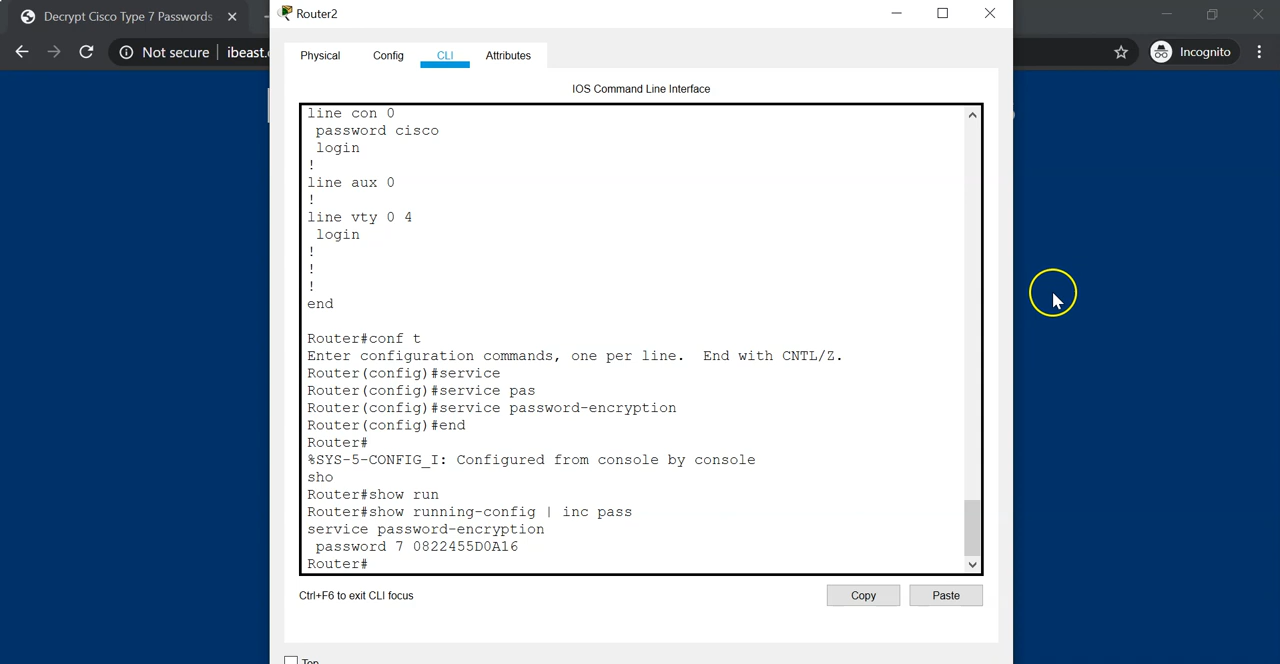 Decrypt Cisco Type 7 Passwords
Router2
Not secure
ibeast.
Incognito
Physical
Config
CLI
Attributes
IOS Command Line Interface
line con 0
password cisco
login
!
line aux 0
!
line vty 0 4
login
!
!
!
end
Router#conf t
Enter configuration commands, one per line.  End with CNTL/Z.
Router(config)#service
Router(config)#service pas
Router(config)#service password-encryption
Router(config)#end
Router#
%SYS-5-CONFIG_I: Configured from console by console
sho
Router#show run
Router#show running-config | inc pass
service password-encryption
password 7 0822455D0A16
Router#
Ctrl+F6 to exit CLI focus
Copy
Paste
Top